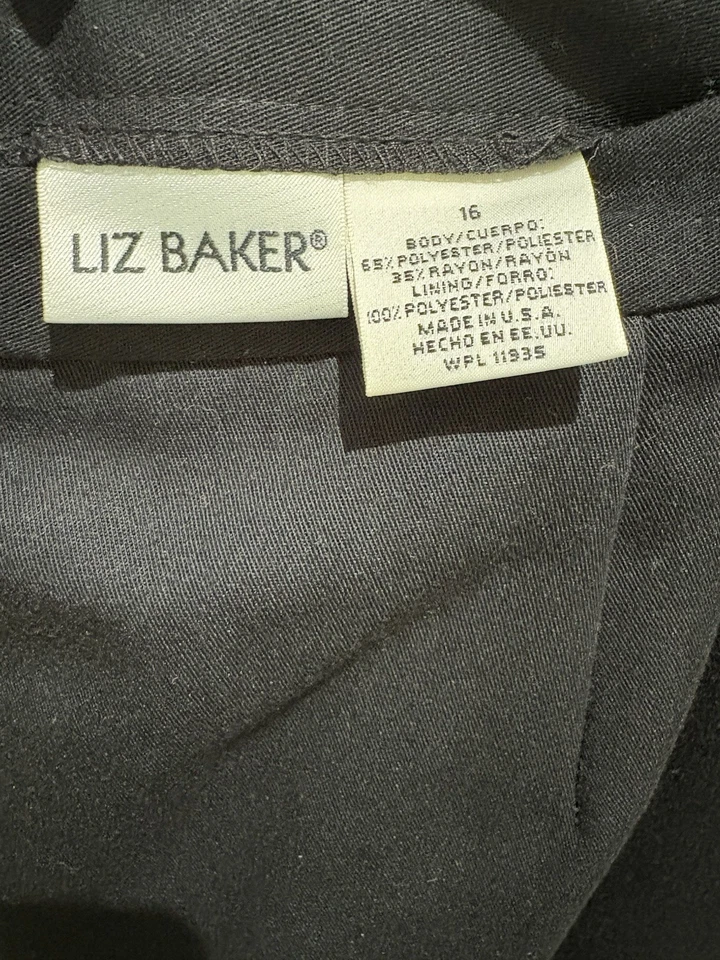 LIZ BAKER®
16
BODY/CUERPO:
65% POLYESTER/POLIESTER
35% RAYON/RAYÓN
LINING/FORRO:
100% POLYESTER/POLIESTER
MADE IN U.S.A.
HECHO EN EE.UU.
WPL 11935